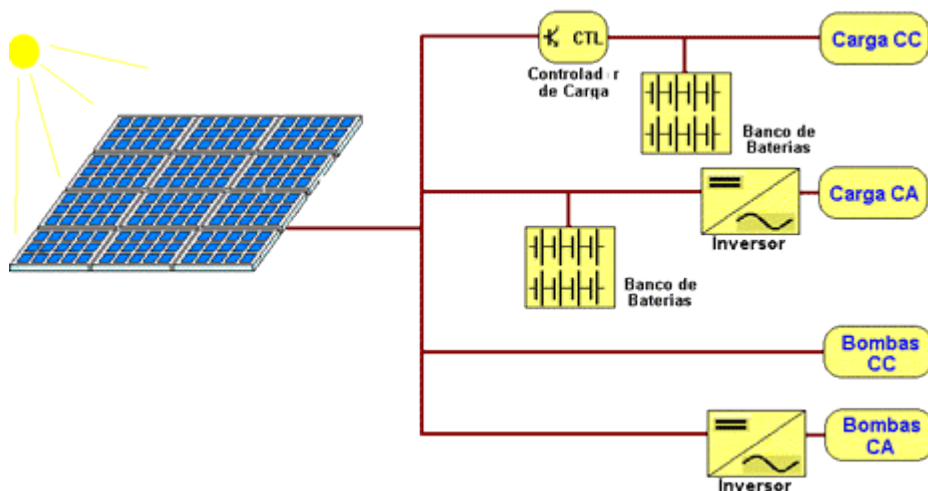 CTL
Controlador
de Carga
Carga CC
Banco de
Baterias
Carga CA
Inversor
Banco de
Baterias
Bombas
CC
Bombas
CA
Inversor